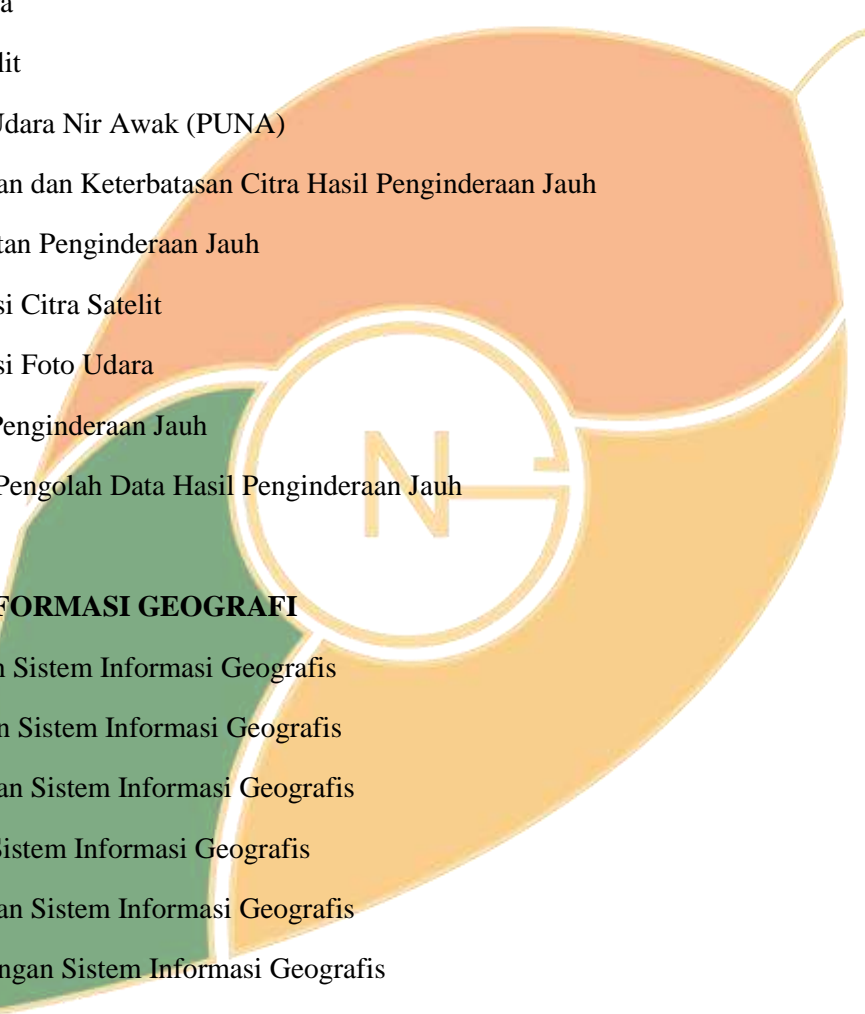 a
lit
Udara Nir Awak (PUNA)
an dan Keterbatasan Citra Hasil Penginderaan Jauh
tan Penginderaan Jauh
si Citra Satelit
si Foto Udara
Penginderaan Jauh
Pengolah Data Hasil Penginderaan Jauh
FORMASI GEOGRAFI
n Sistem Informasi Geografis
n Sistem Informasi Geografis
an Sistem Informasi Geografis
Sistem Informasi Geografis
an Sistem Informasi Geografis
ngan Sistem Informasi Geografis